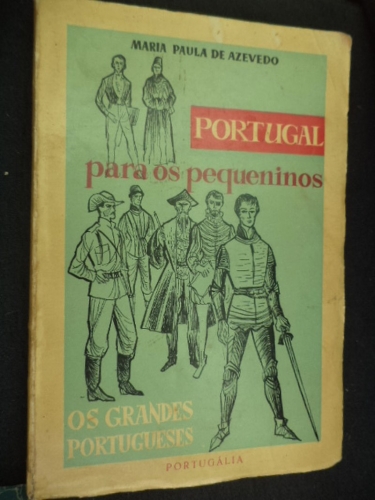 MARIA PAULA DE AZEVEDO
PORTUGAL
para os pequeninos
OS GRANDES
PORTUGUESES
PORTUGÁLIA